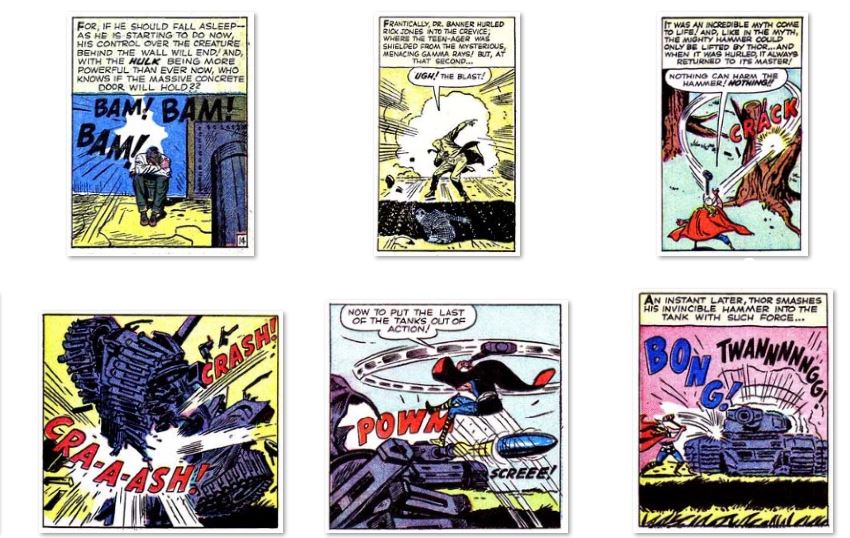 FOR, IF HE SHOULD FALL ASLEEP--
AS HE IS STARTING TO DO NOW,
HIS CONTROL OVER THE CREATURE
BEHIND THE WALL WILL END! AND,
WITH THE HULK BEING MORE
POWERFUL THAN EVER NOW, WHO
KNOWS IF THE MASSIVE CONCRETE
DOOR WILL HOLD??
BAM! BAM!
BAM!
14
FRANTICALLY, DR. BANNER HURLED
RICK JONES INTO THE CREVICE,
WHERE THE TEEN-AGER WAS
SHIELDED FROM THE MYSTERIOUS,
MENACING GAMMA RAYS! BUT, AT
THAT SECOND...
UGH! THE BLAST!
IT WAS AN INCREDIBLE MYTH COME
TO LIFE! AND, LIKE IN THE MYTH,
THE MIGHTY HAMMER COULD
ONLY BE LIFTED BY THOR...AND
WHEN IT WAS HURLED, IT ALWAYS
RETURNED TO ITS MASTER!
NOTHING CAN HARM THE
HAMMER! NOTHING!
CRACK
CRASH!
CRA-A-ASH!
NOW TO PUT THE LAST
OF THE TANKS OUT OF
ACTION!
POWN
SCREEE!
AN INSTANT LATER, THOR SMASHES
HIS INVINCIBLE HAMMER INTO THE
TANK WITH SUCH FORCE...
BONG!
TWANNNNNGG!